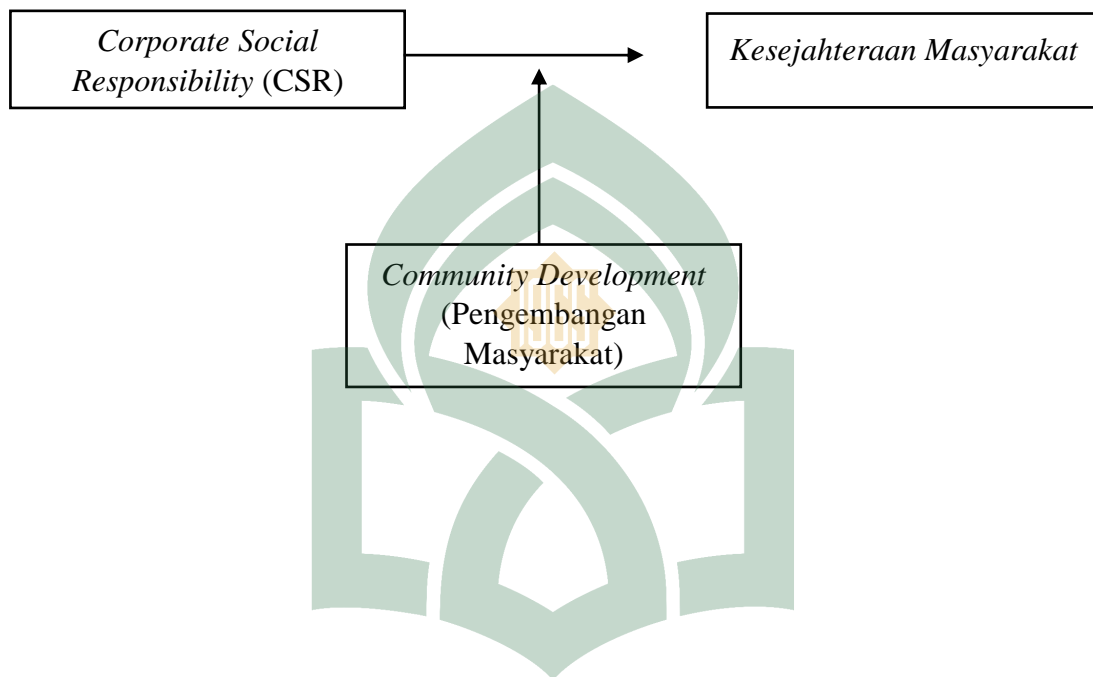 Corporate Social
Responsibility (CSR)
Kesejahteraan Masyarakat
Community Development
(Pengembangan
Masyarakat)